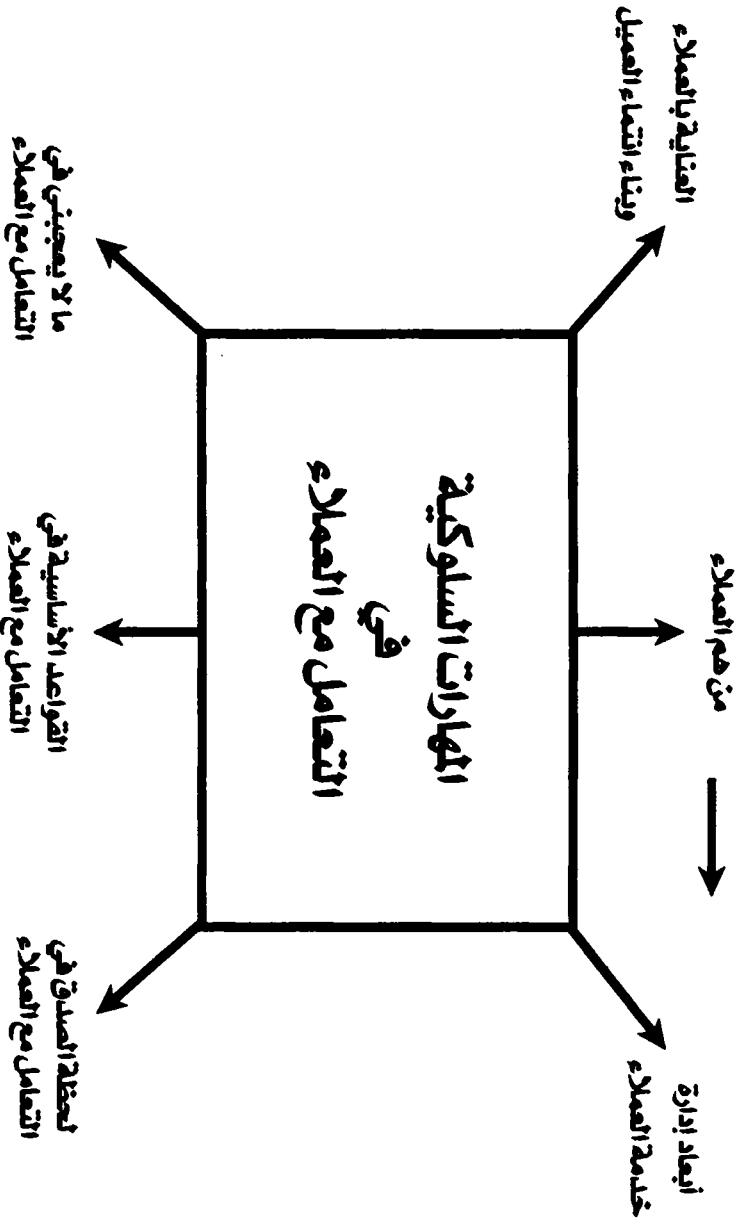 من هم العملاء
أبعاد إدارة
خدمة العملاء
العناية بالعملاء
وبناء انتماء العميل
المهارات السلوكية
في
التعامل مع العملاء
لحظة الصدق في
التعامل مع العملاء
القواعد الأساسية في
التعامل مع العملاء
ما لا يعجبني في
التعامل مع العملاء